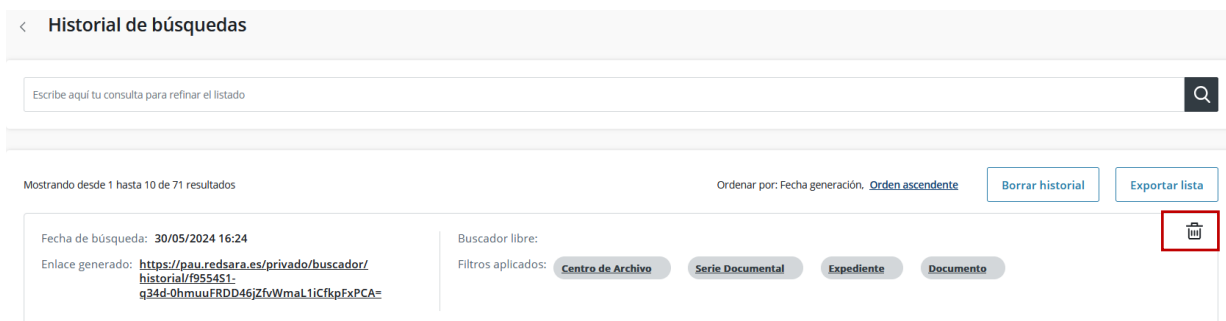 Historial de búsquedas
Escribe aquí tu consulta para refinar el listado
Mostrando desde 1 hasta 10 de 71 resultados
Ordenar por: Fecha generación, Orden ascendente
Borrar historial
Exportar lista
Fecha de búsqueda: 30/05/2024 16:24
Enlace generado: https://pau.redsara.es/privado/buscador/
historial/f9554S1-
q34d-0hmuuFRDD46jZfvWmaL1iCfkpFxPCA=
Buscador libre:
Filtros aplicados: Centro de Archivo Serie Documental Expediente Documento